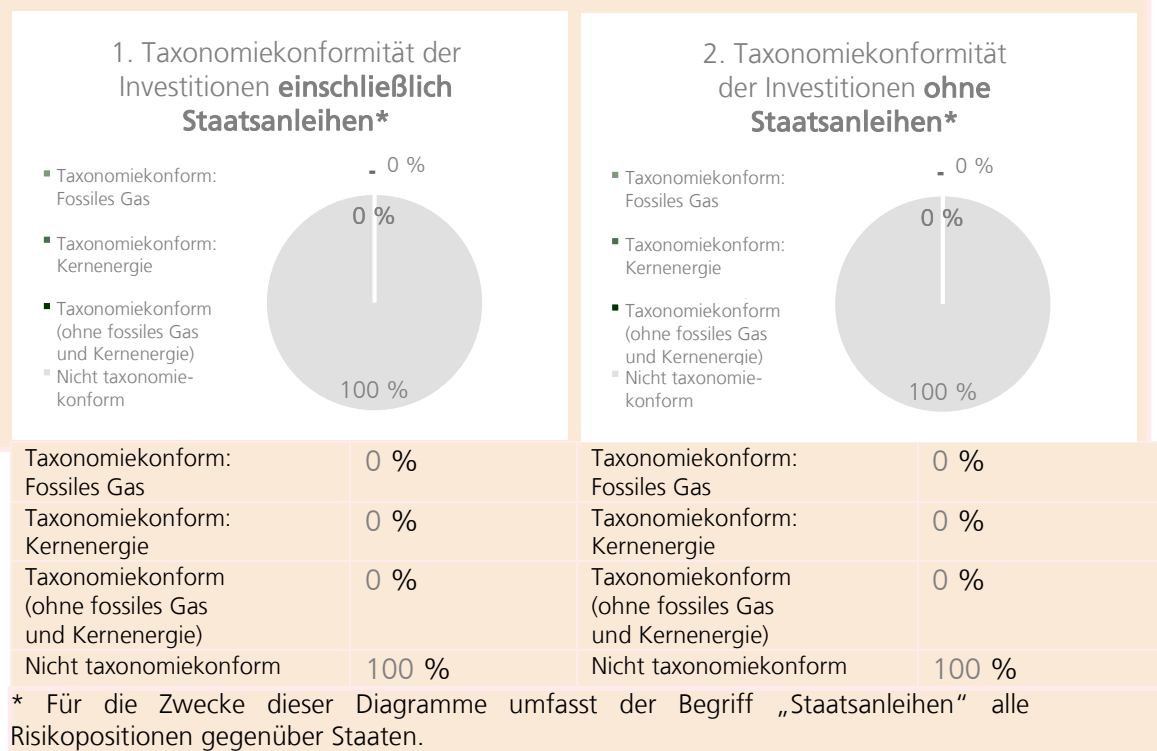 1. Taxonomiekonformität der
Investitionen einschließlich
Staatsanleihen*
Taxonomiekonform:
Fossiles Gas
Taxonomiekonform:
Kernenergie
Taxonomiekonform
(ohne fossiles Gas
und Kernenergie)
Nicht taxonomie-
konform
- 0 %
0 %
100 %
2. Taxonomiekonformität
der Investitionen ohne
Staatsanleihen*
Taxonomiekonform:
Fossiles Gas
Taxonomiekonform:
Kernenergie
Taxonomiekonform
(ohne fossiles Gas
und Kernenergie)
Nicht taxonomie-
konform
- 0 %
0 %
100 %
Taxonomiekonform: 0 % Taxonomiekonform: 0 %
Fossiles Gas Fossiles Gas
Taxonomiekonform: 0 % Taxonomiekonform: 0 %
Kernenergie Kernenergie
Taxonomiekonform 0 % Taxonomiekonform 0 %
(ohne fossiles Gas (ohne fossiles Gas
und Kernenergie) und Kernenergie)
Nicht taxonomiekonform 100 % Nicht taxonomiekonform 100 %
* Für die Zwecke dieser Diagramme umfasst der Begriff „Staatsanleihen“ alle
Risikopositionen gegenüber Staaten.